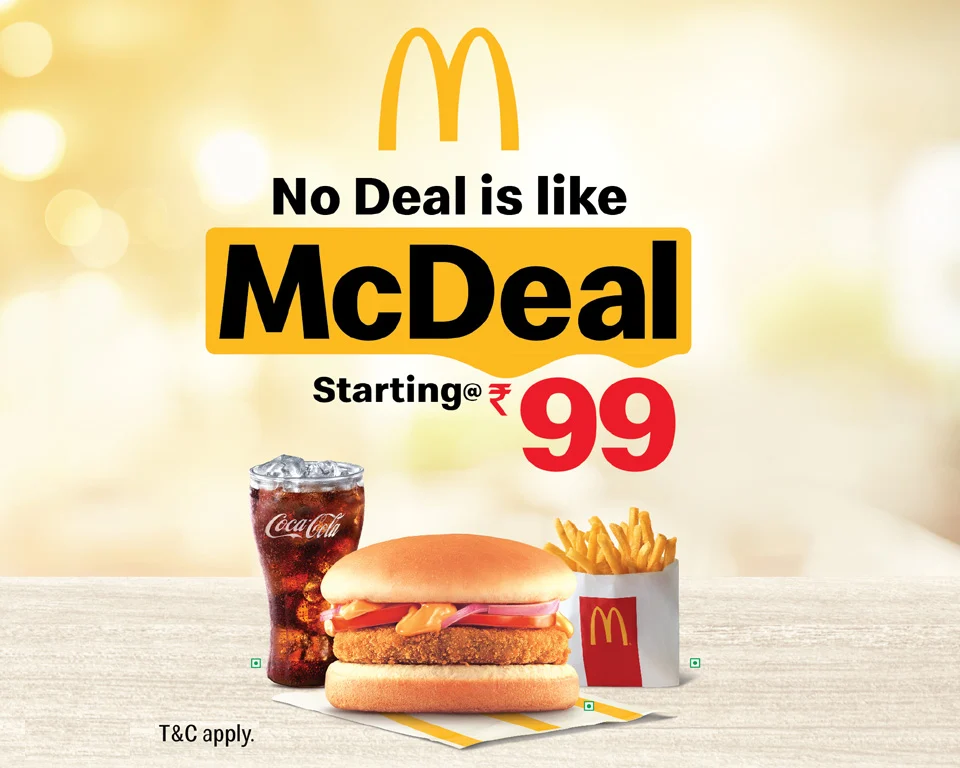 No Deal is like
McDeal
Starting@ ₹99
Coca-Cola
T&C apply.